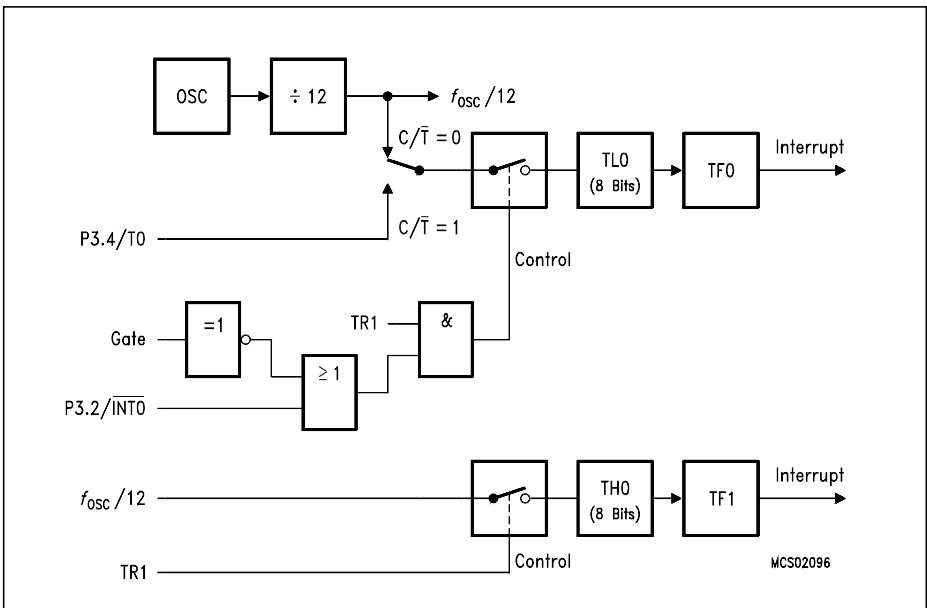 OSC
÷ 12
fOSC /12
C/T̅ = 0
TL0
(8 Bits)
TF0
Interrupt
P3.4/T0
C/T̅ = 1
Control
Gate
=1
TR1
&
≥ 1
P3.2/I̅N̅T̅0̅
fOSC /12
TH0
(8 Bits)
TF1
Interrupt
TR1
Control
MCS02096